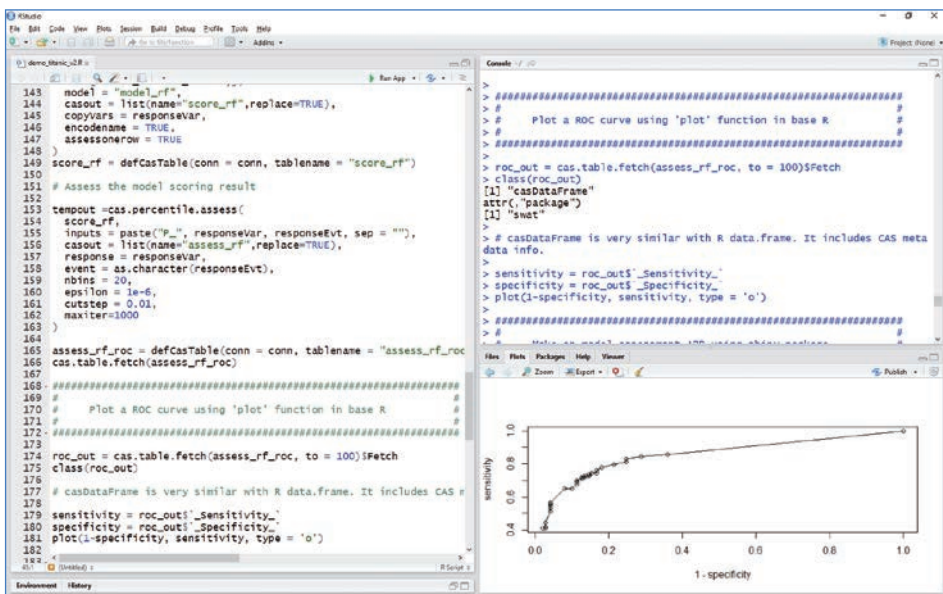 RStudio
File Edit Code View Plots Session Build Debug Profile Tools Help
Go to file/function Addins
Project: (None)
demo_titanic_v2.R
Run App
143 model = "model_rf",
144 casout = list(name="score_rf",replace=TRUE),
145 copyVars = responseVar,
146 encodename = TRUE,
147 assessonerow = TRUE
148 )
149 score_rf = defCasTable(conn = conn, tablename = "score_rf")
150
151 # Assess the model scoring result
152
153 tempout =cas.percentile.assess(
154 score_rf,
155 inputs = paste("P_", responseVar, responseEvt, sep = ""),
156 casout = list(name="assess_rf",replace=TRUE),
157 response = responseVar,
158 event = as.character(responseEvt),
159 nbins = 20,
160 epsilon = 1e-6,
161 cutstep = 0.01,
162 maxiter=1000
163 )
164
165 assess_rf_roc = defCasTable(conn = conn, tablename = "assess_rf_roc
166 cas.table.fetch(assess_rf_roc)
167
168 ####################################################################
169 # #
170 # Plot a ROC curve using 'plot' function in base R #
171 # #
172 ####################################################################
173
174 roc_out = cas.table.fetch(assess_rf_roc, to = 100)$Fetch
175 class(roc_out)
176
177 # casDataFrame is very similar with R data.frame. It includes CAS m
178
179 sensitivity = roc_out$`_Sensitivity_`
180 specificity = roc_out$`_Specificity_`
181 plot(1-specificity, sensitivity, type = 'o')
182
183
45:1 (Untitled) R Script
Environment History
Console ~/
>
> ####################################################################
> # #
> # Plot a ROC curve using 'plot' function in base R #
> # #
> ####################################################################
>
> roc_out = cas.table.fetch(assess_rf_roc, to = 100)$Fetch
> class(roc_out)
[1] "casDataFrame"
attr(,"package")
[1] "swat"
>
> # casDataFrame is very similar with R data.frame. It includes CAS meta
data info.
>
> sensitivity = roc_out$`_Sensitivity_`
> specificity = roc_out$`_Specificity_`
> plot(1-specificity, sensitivity, type = 'o')
>
> ####################################################################
> # #
Files Plots Packages Help Viewer
Zoom Export Publish
sensitivity
0.4 0.6 0.8 1.0
0.0 0.2 0.4 0.6 0.8 1.0
1 - specificity